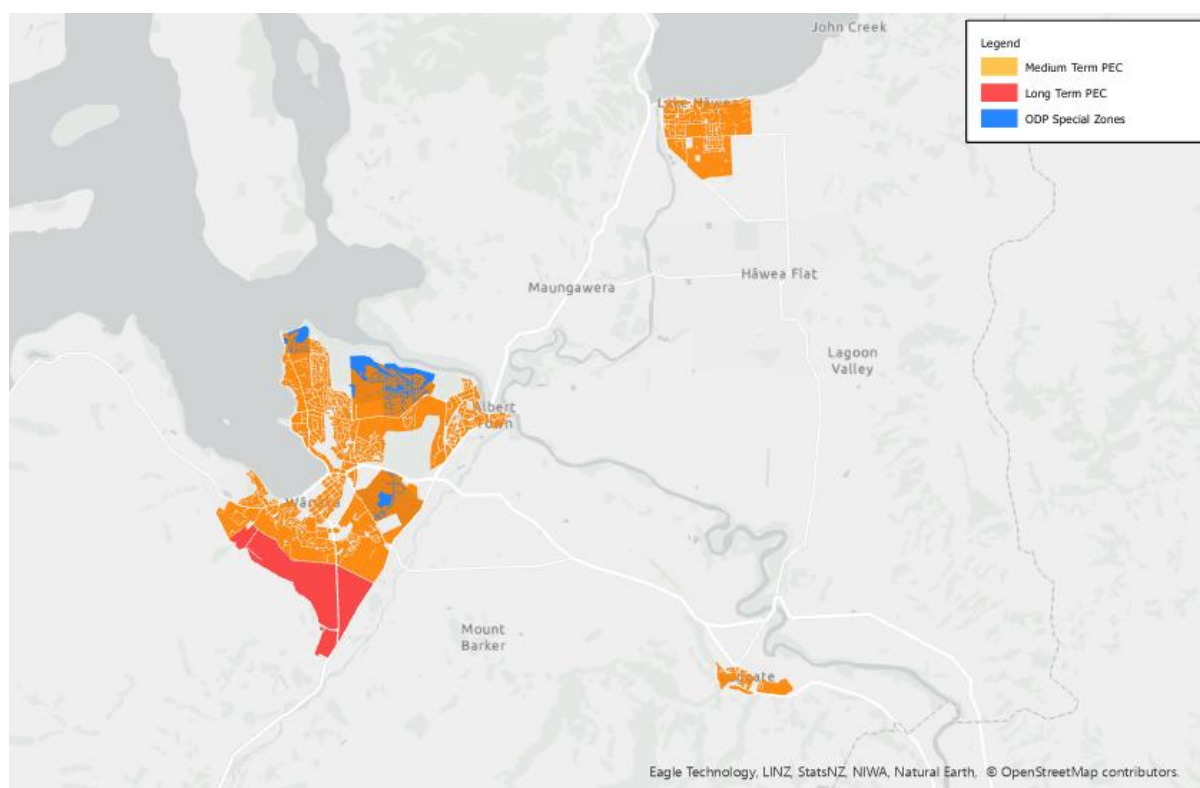 John Creek
Legend
Medium Term PEC
Long Term PEC
ODP Special Zones
Hāwea Flat
Maungawera
Lagoon
Valley
Albert
Town
Mount
Barker
Eagle Technology, LINZ, StatsNZ, NIWA, Natural Earth, © OpenStreetMap contributors.